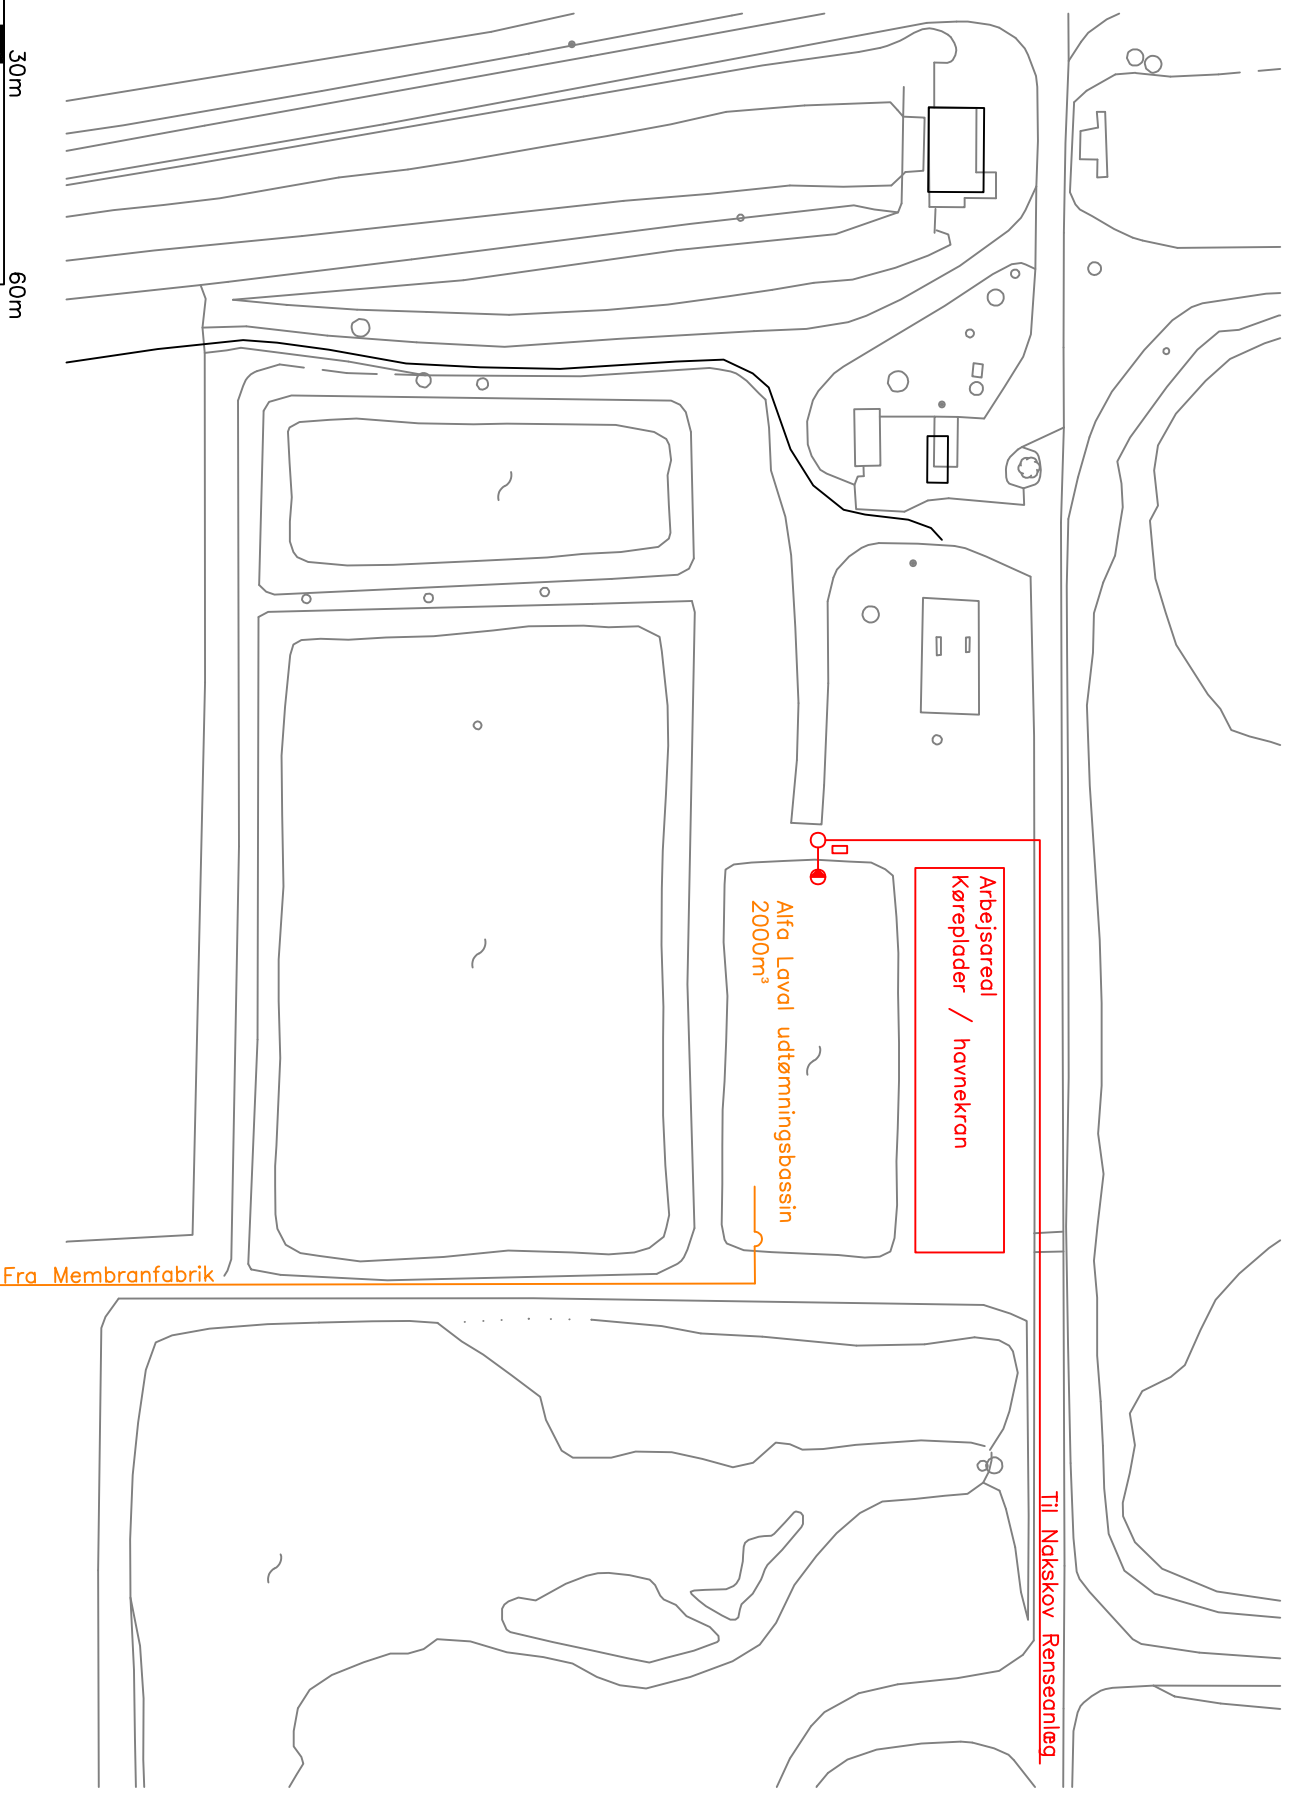 30m
60m
Arbejsareal
Køreplader / havnekran
Alfa Laval udtømningsbassin
2000m³
Fra Membranfabrik
Til Nakskov Renseanlæg